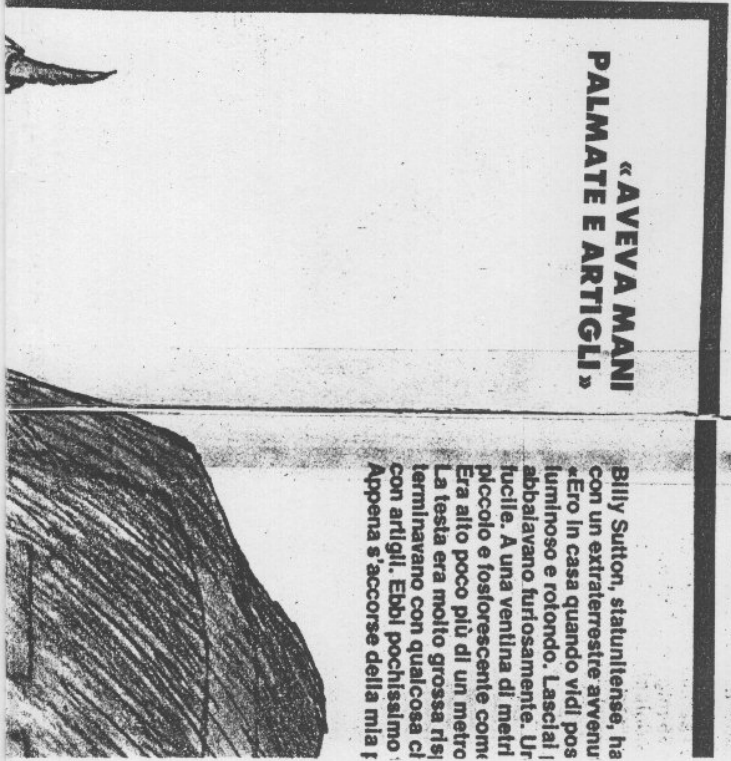 «AVEVA MANI
PALMATE E ARTIGLI»
Billy Sutton, statunitense, ha
con un extraterrestre avvenu
«Ero in casa quando vidi pos
luminoso e rotondo. Lasciai
abbaiavano furiosamente. Un
fucile. A una ventina di metri
piccolo e fosforescente come
Era alto poco più di un metro
La testa era molto grossa risp
terminavano con qualcosa ch
con artigli. Ebbi pochissimo
Appena s'accorse della mia p